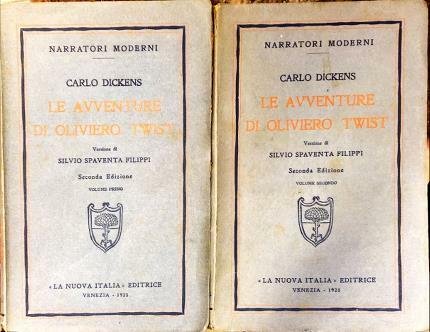 NARRATORI MODERNI
CARLO DICKENS
LE AVVENTURE
DI OLIVIERO TWIST
Versione di
SILVIO SPAVENTA FILIPPI
Seconda Edizione
VOLUME PRIMO
«LA NUOVA ITALIA» EDITRICE
VENEZIA - 1928
NARRATORI MODERNI
CARLO DICKENS
LE AVVENTURE
DI OLIVIERO TWIST
Versione di
SILVIO SPAVENTA FILIPPI
Seconda Edizione
VOLUME SECONDO
"LA NUOVA ITALIA" EDITRICE
VENEZIA - 1928